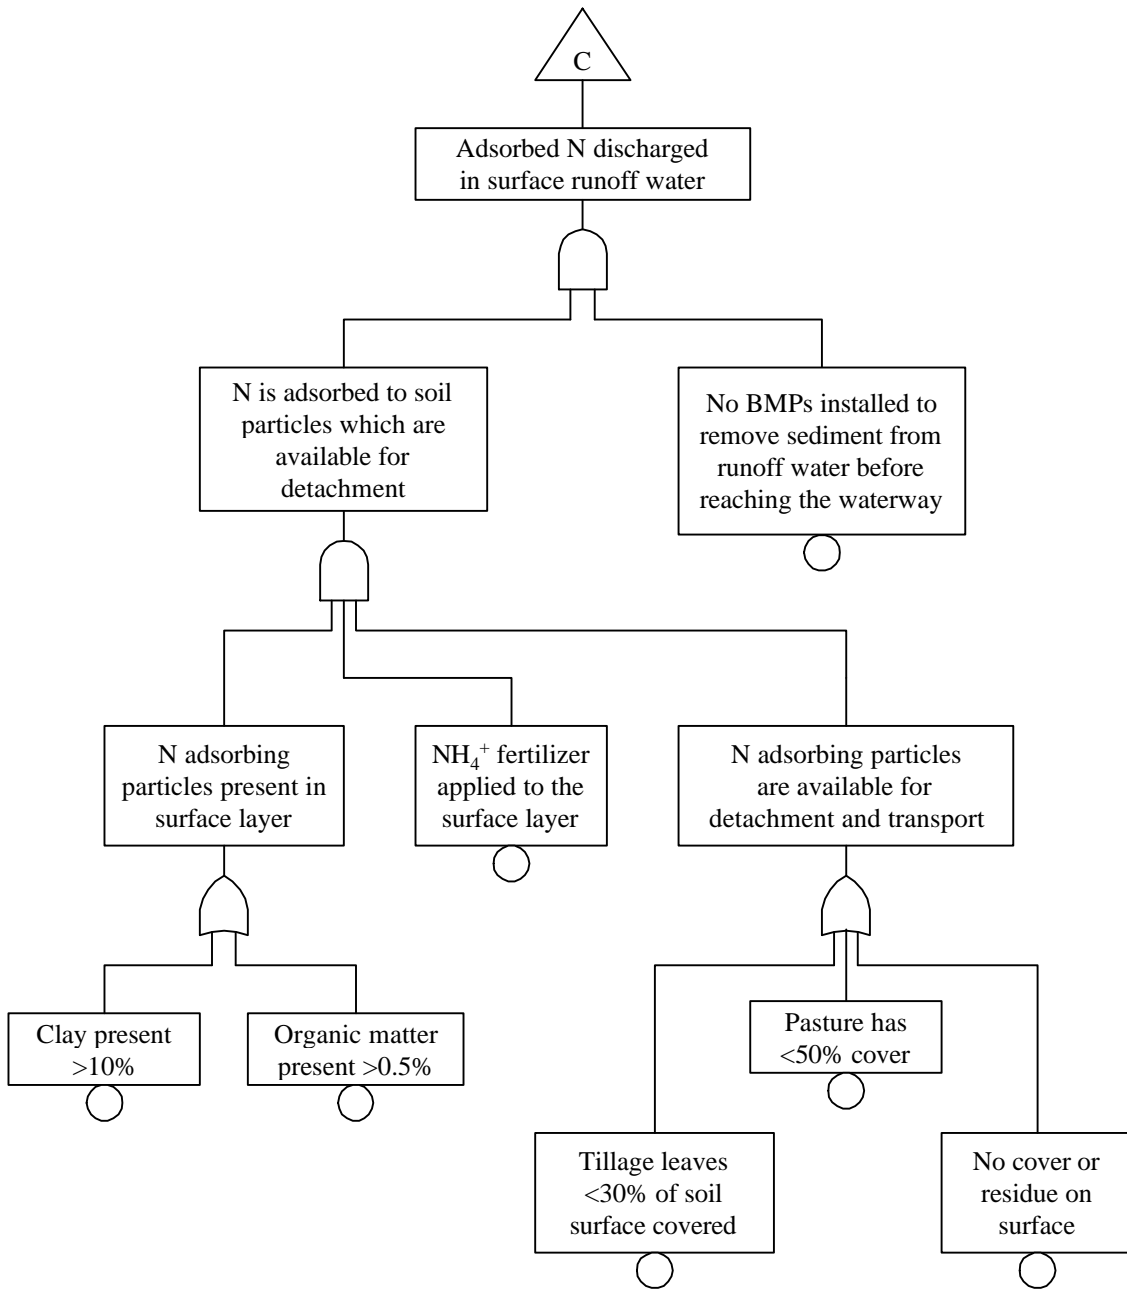 C
Adsorbed N discharged
in surface runoff water
N is adsorbed to soil
particles which are
available for
detachment
No BMPs installed to
remove sediment from
runoff water before
reaching the waterway
N adsorbing
particles present in
surface layer
NH₄⁺ fertilizer
applied to the
surface layer
N adsorbing particles
are available for
detachment and transport
Clay present
>10%
Organic matter
present >0.5%
Pasture has
<50% cover
Tillage leaves
<30% of soil
surface covered
No cover or
residue on
surface